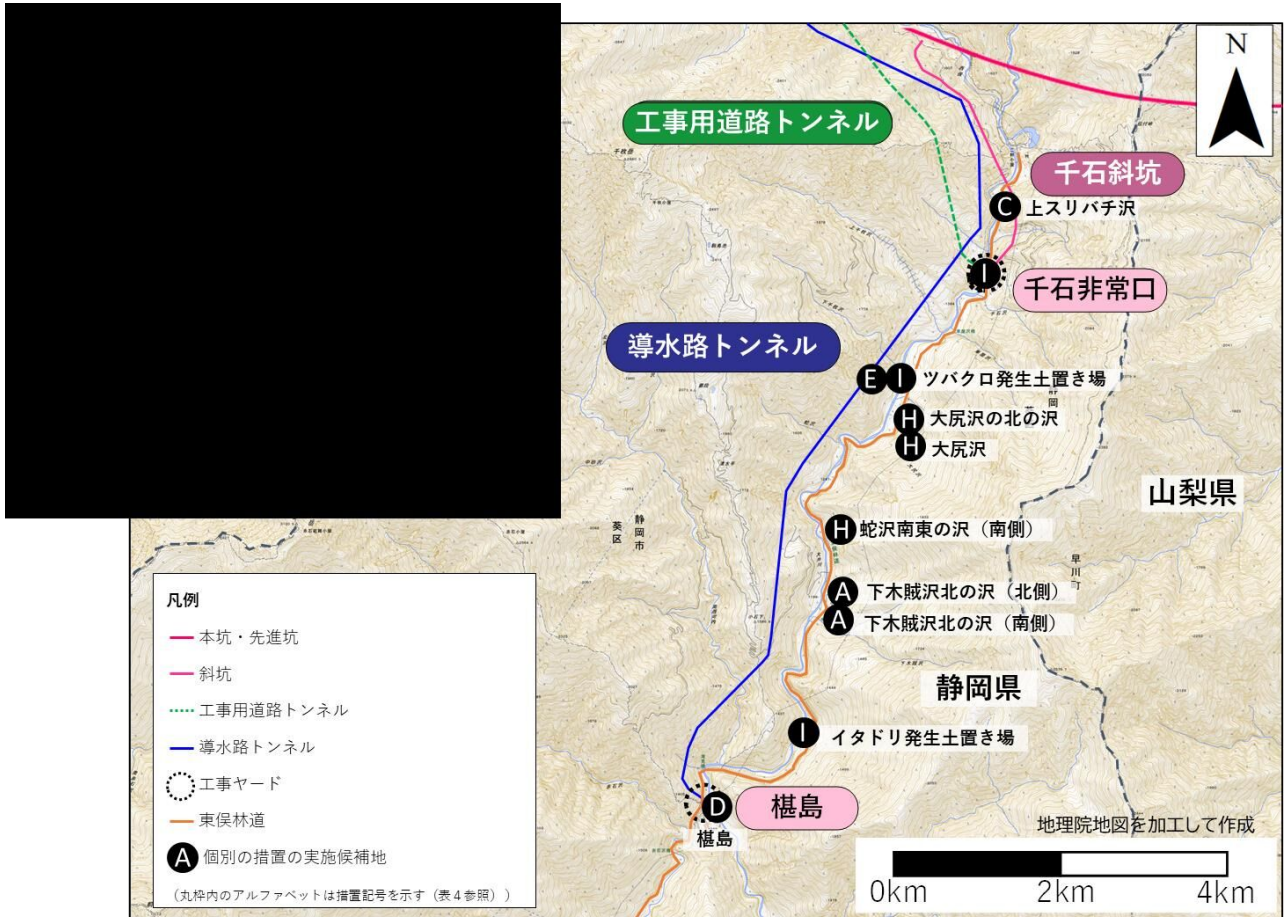 N
工事用道路トンネル
千石斜坑
C 上スリバチ沢
I
千石非常口
導水路トンネル
E I ツバクロ発生土置き場
H 大尻沢の北の沢
H 大尻沢
山梨県
静岡市
葵区
H 蛇沢南東の沢（南側）
早川町
A 下木賊沢北の沢（北側）
A 下木賊沢北の沢（南側）
静岡県
I イタドリ発生土置き場
D 椹島
椹島
地理院地図を加工して作成
0km 2km 4km
凡例
本坑・先進坑
斜坑
工事用道路トンネル
導水路トンネル
工事ヤード
東俣林道
A 個別の措置の実施候補地
（丸枠内のアルファベットは措置記号を示す（表４参照））